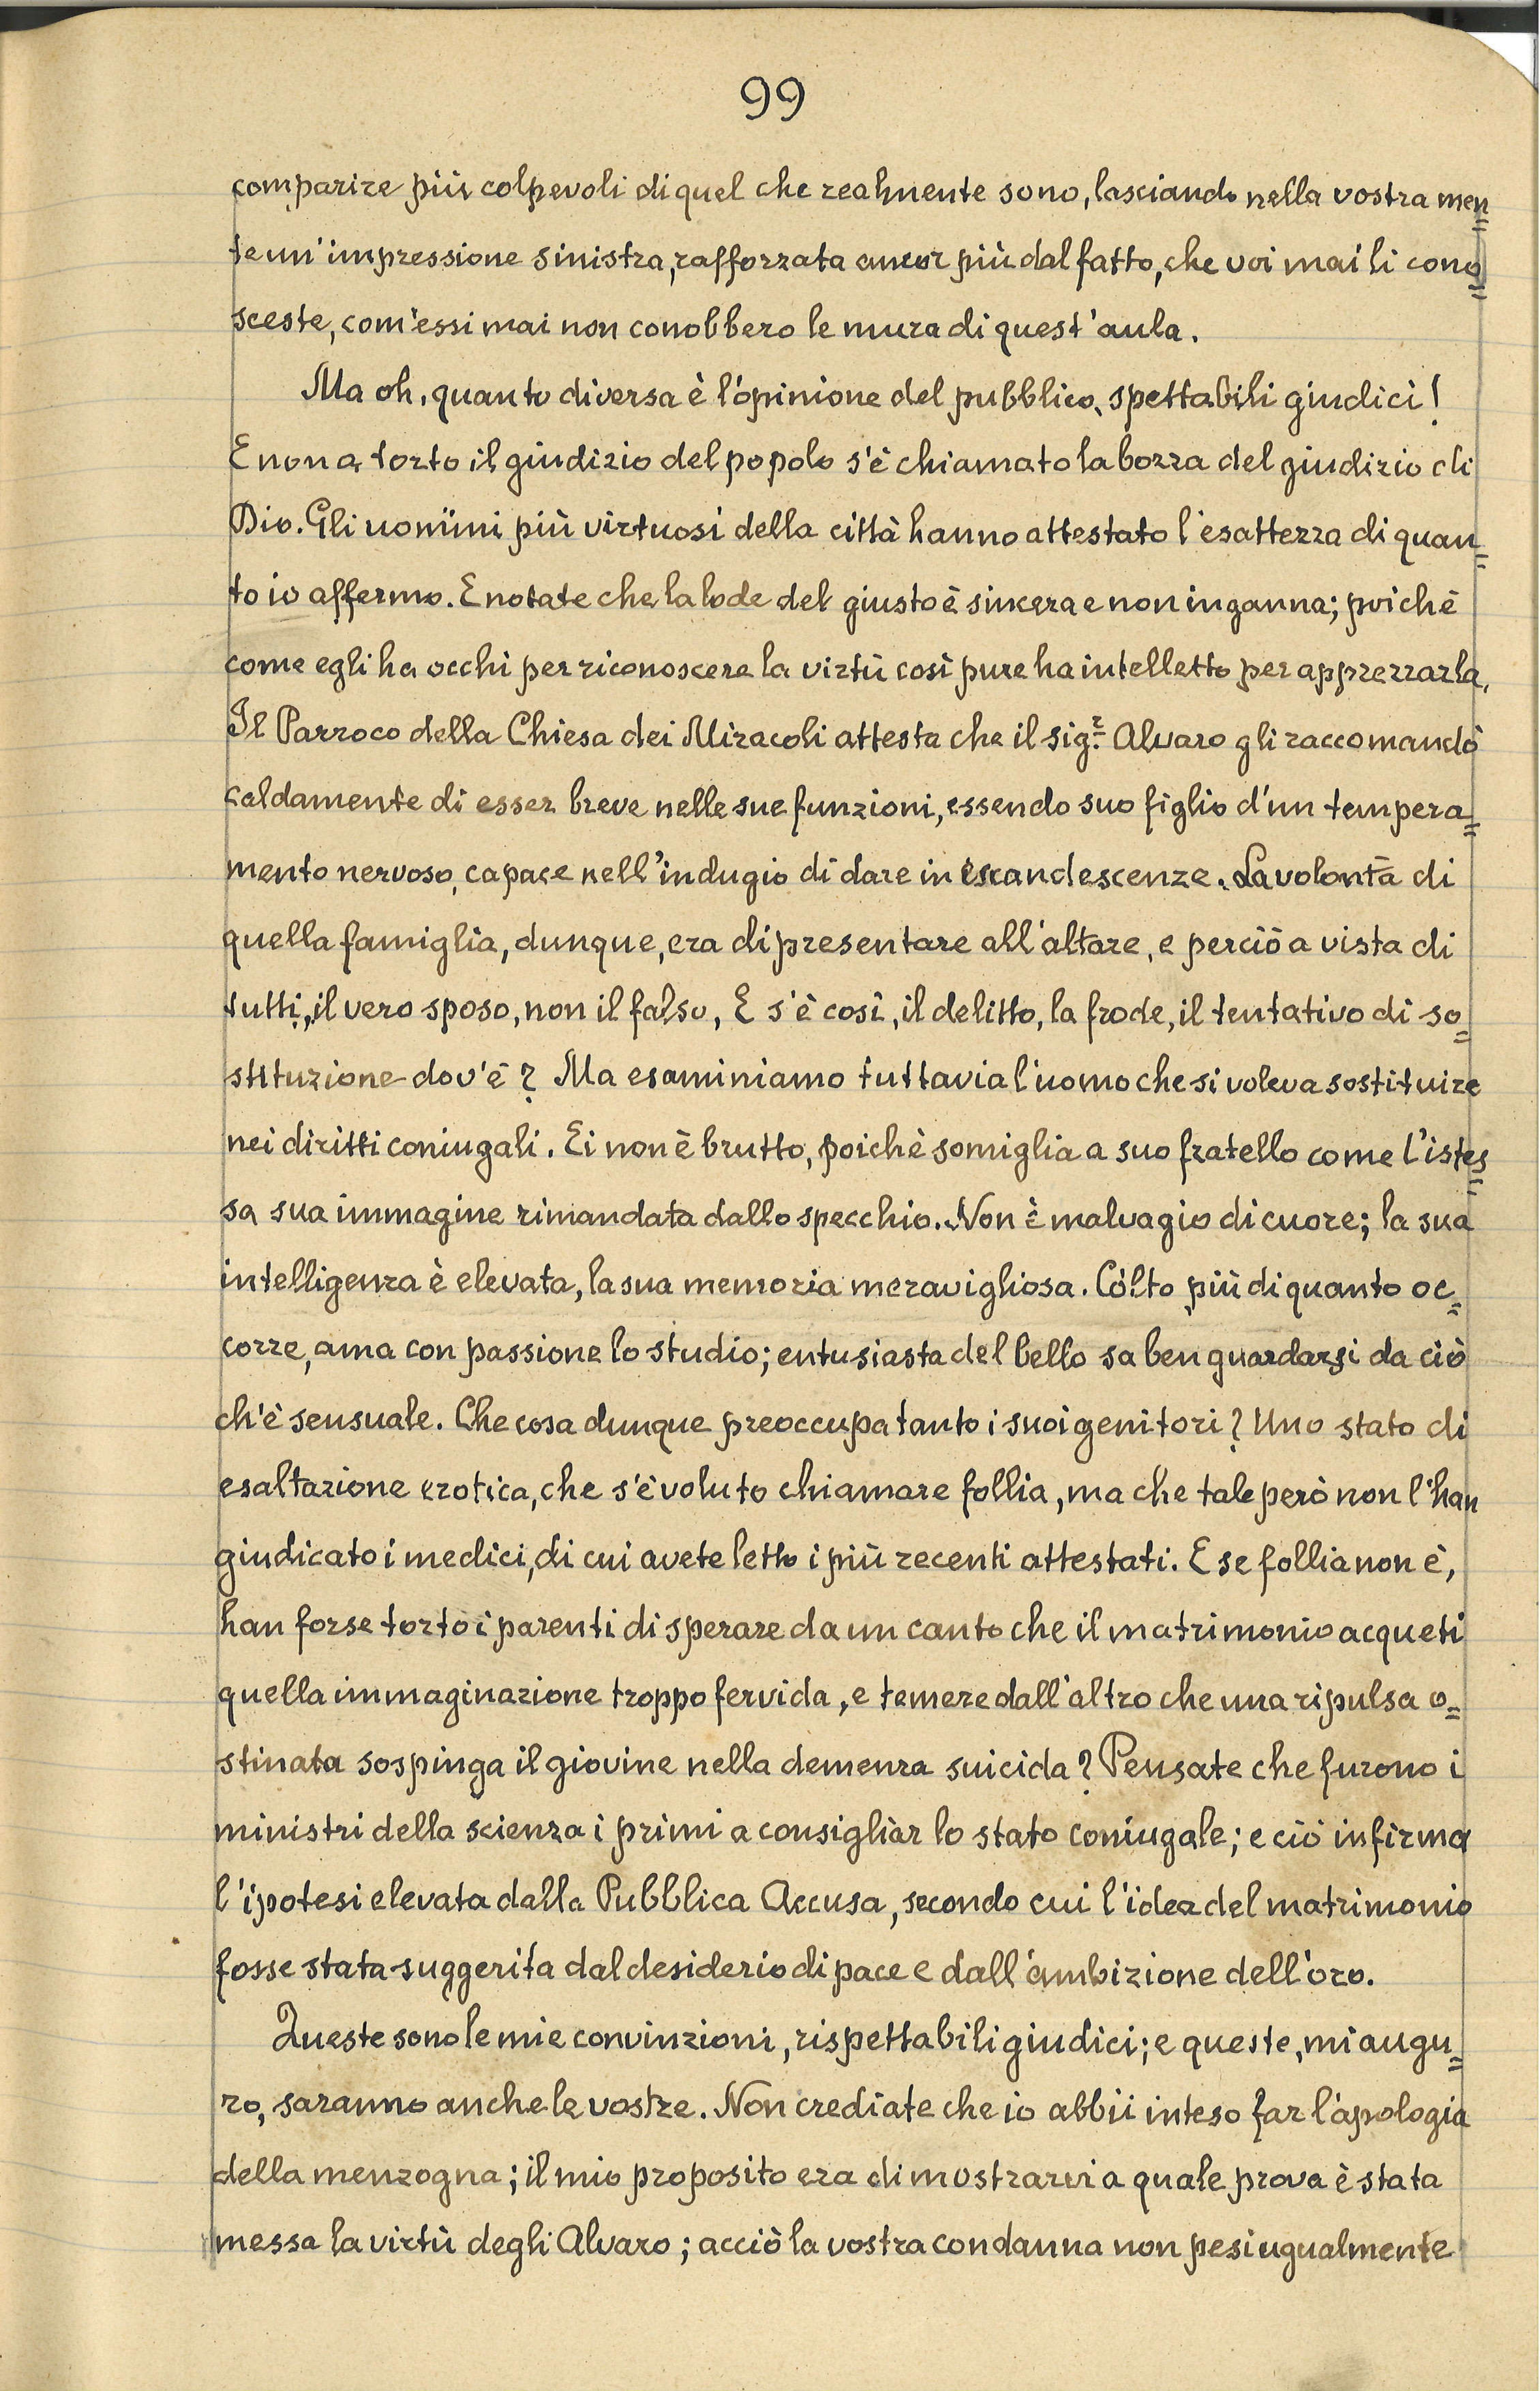 99
comparire più colpevoli di quel che realmente sono, lasciando nella vostra men=
te un'impressione sinistra, rafforzata ancor più dal fatto, che voi mai li cono=
sceste, com'essi mai non conobbero le mura di quest'aula.
Ma oh, quanto diversa è l'opinione del pubblico, spettabili giudici!
E non a torto il giudizio del popolo s'è chiamato la bozza del giudizio di
Dio. Gli uomini più virtuosi della città hanno attestato l'esattezza di quan=
to io affermo. E notate che la lode del giusto è sincera e non inganna; poichè
come egli ha occhi per riconoscere la virtù così pure ha intelletto per apprezzarla.
Il Parroco della Chiesa dei Miracoli attesta che il sig.r Alvaro gli raccomandò
caldamente di esser breve nelle sue funzioni, essendo suo figlio d'un tempera=
mento nervoso, capace nell'indugio di dare in escandescenze. La volontà di
quella famiglia, dunque, era di presentare all'altare, e perciò a vista di
tutti, il vero sposo, non il falso. E s'è così, il delitto, la frode, il tentativo di so=
stituzione dov'è? Ma esaminiamo tuttavia l'uomo che si voleva sostituire
nei diritti coniugali. Ei non è brutto, poichè somiglia a suo fratello come l'istes=
sa sua immagine rimandata dallo specchio. Non è malvagio di cuore; la sua
intelligenza è elevata, la sua memoria meravigliosa. Cólto più di quanto oc=
corre, ama con passione lo studio; entusiasta del bello sa ben guardarsi da ciò
ch'è sensuale. Che cosa dunque preoccupa tanto i suoi genitori? Uno stato di
esaltazione erotica, che s'è voluto chiamare follia, ma che tale però non l'han
giudicato i medici, di cui avete letto i più recenti attestati. E se follia non è,
han forse torto i parenti di sperare da un canto che il matrimonio acqueti
quella immaginazione troppo fervida, e temere dall'altro che una ripulsa o=
stinata sospinga il giovine nella demenza suicida? Pensate che furono i
ministri della scienza i primi a consigliar lo stato coniugale; e ciò infirma
l'ipotesi elevata dalla Pubblica Accusa, secondo cui l'idea del matrimonio
fosse stata suggerita dal desiderio di pace e dall'ambizione dell'oro.
Queste sono le mie convinzioni, rispettabili giudici; e queste, mi augu=
ro, saranno anche le vostre. Non crediate che io abbii inteso far l'apologia
della menzogna; il mio proposito era di mostrarvi a quale prova è stata
messa la virtù degli Alvaro; acciò la vostra condanna non pesi ugualmente